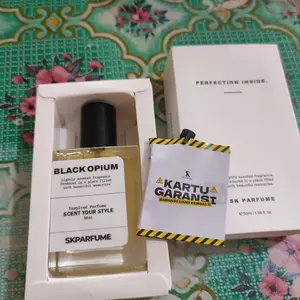 BLACK OPIUM
Lightly scented fragrance
Produced on a place filled
with beautiful memories
Inspired Perfume
SCENT YOUR STYLE
SKPARFUME
KARTU
GARANSI
PERFECTION INSIDE.
SK PARFUME